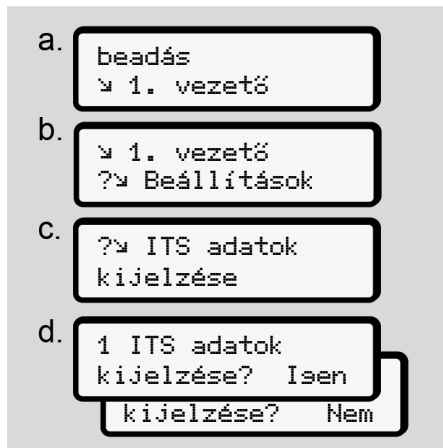 a.
beadás
↘ 1. vezető
b.
↘ 1. vezető
?↘ Beállítások
c.
?↘ ITS adatok
kijelzése
d.
1 ITS adatok
kijelzése? Igen
kijelzése? Nem